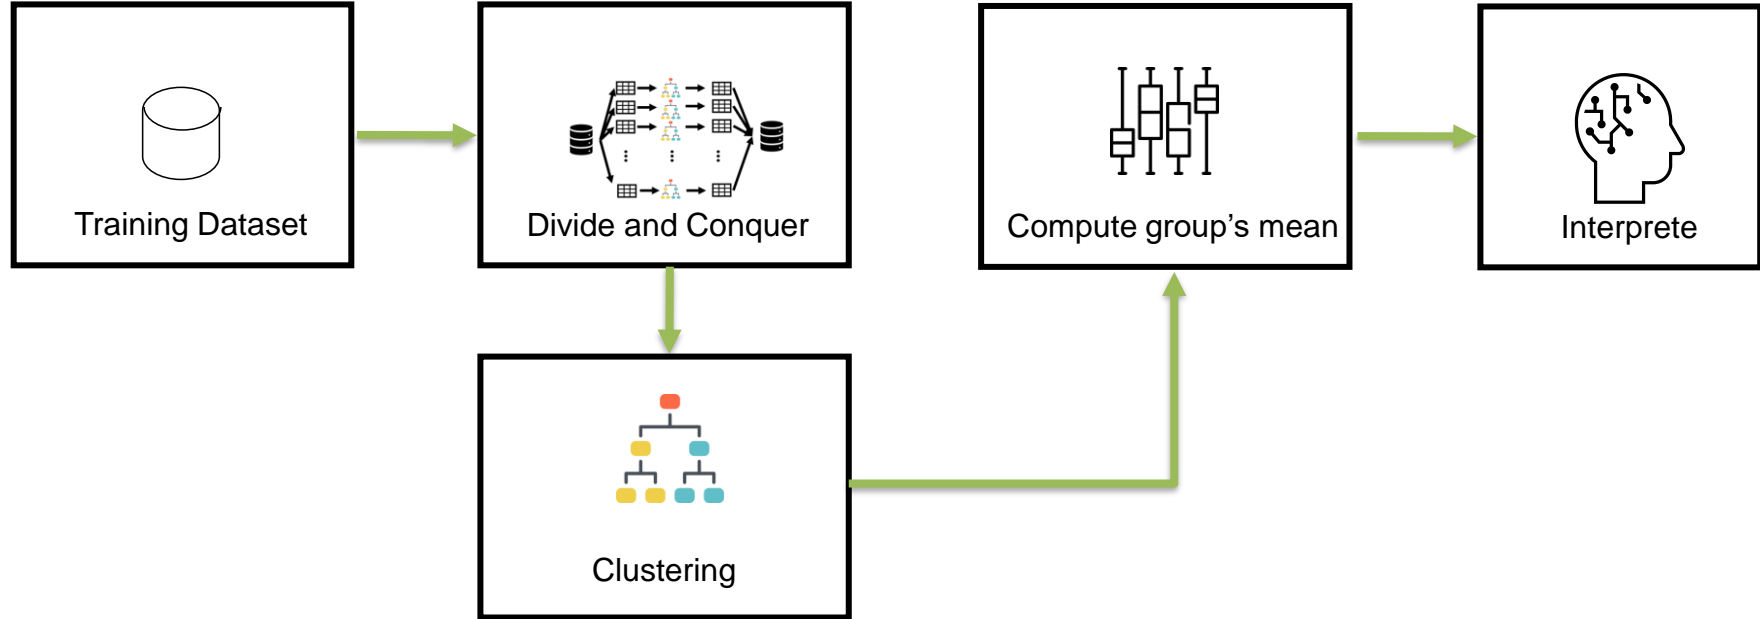 Training Dataset
Divide and Conquer
Clustering
Compute group's mean
Interprete